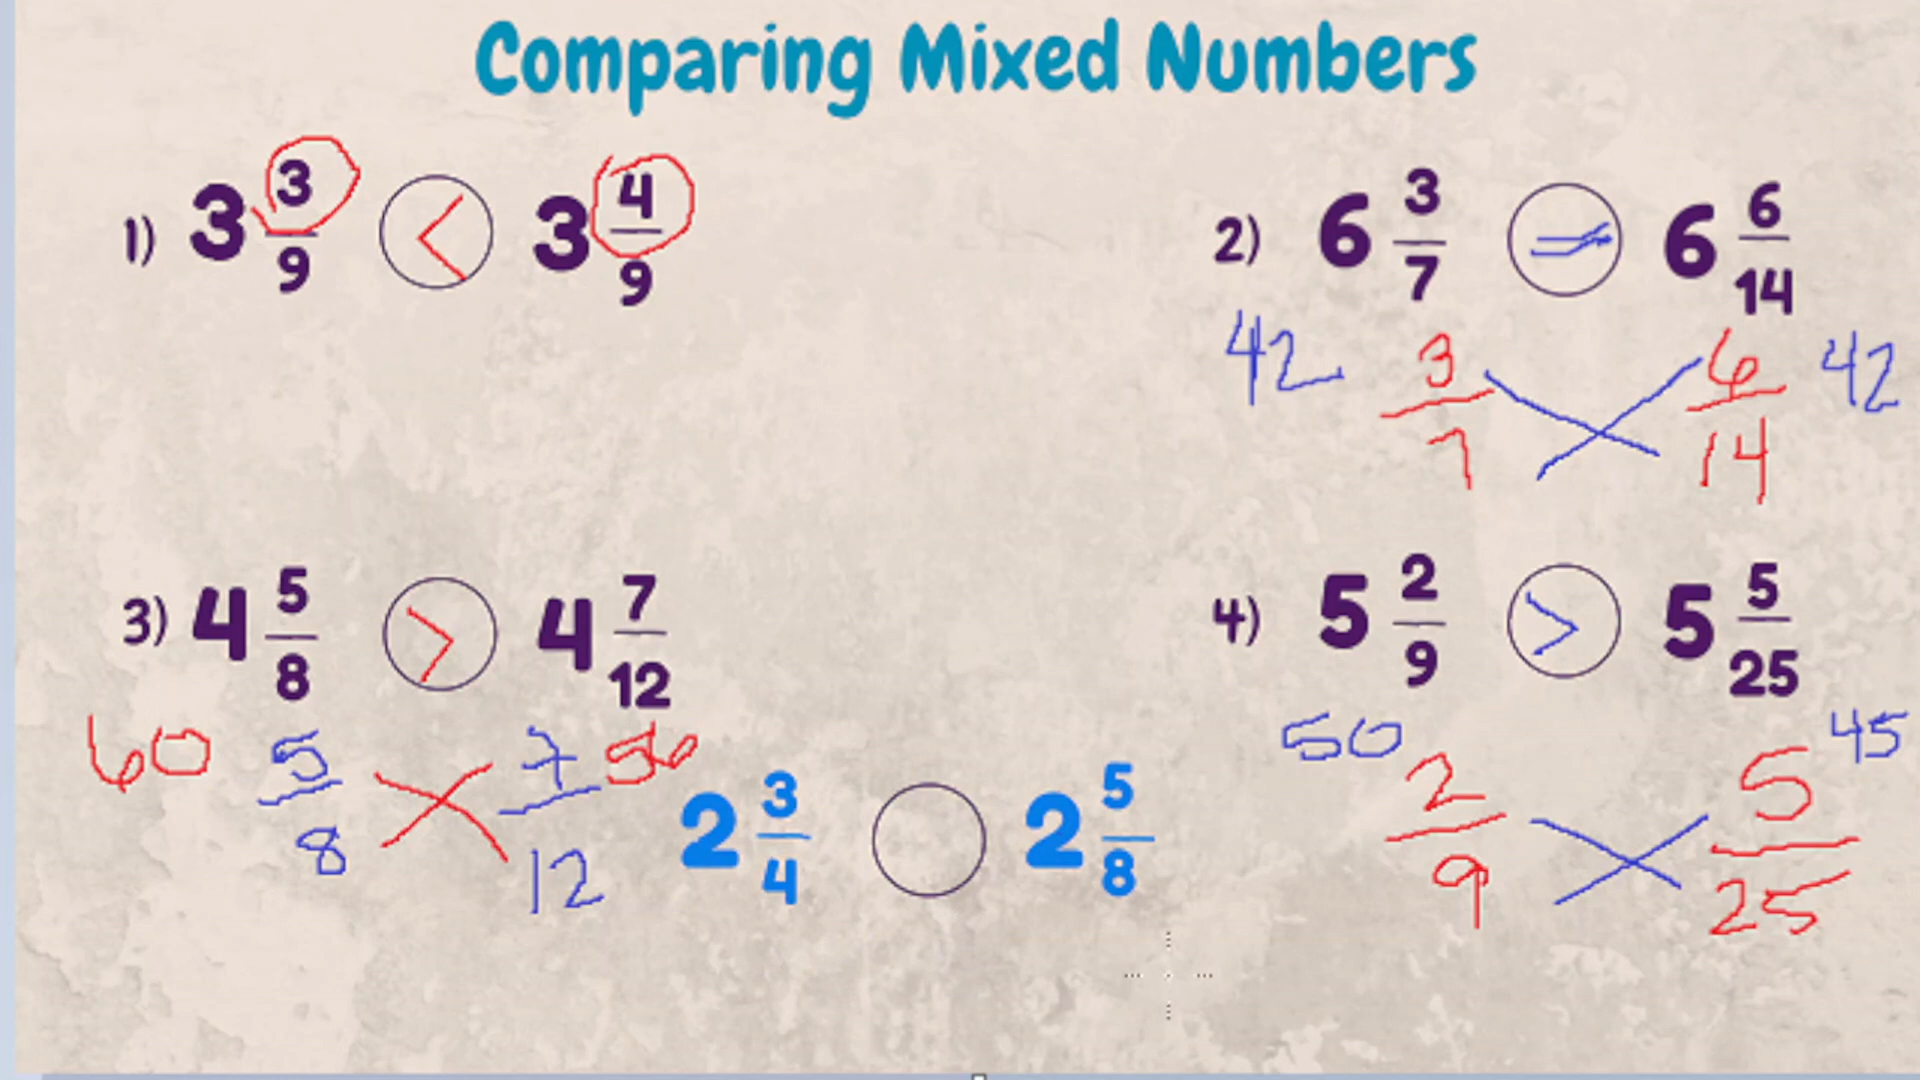 Comparing Mixed Numbers
1) 3 3/9 < 3 4/9
2) 6 3/7 = 6 6/14
42 3/7 6/14 42
3) 4 5/8 > 4 7/12
60 5/8 7/12 56
4) 5 2/9 > 5 5/25
50 2/9 5/25 45
2 3/4 2 5/8